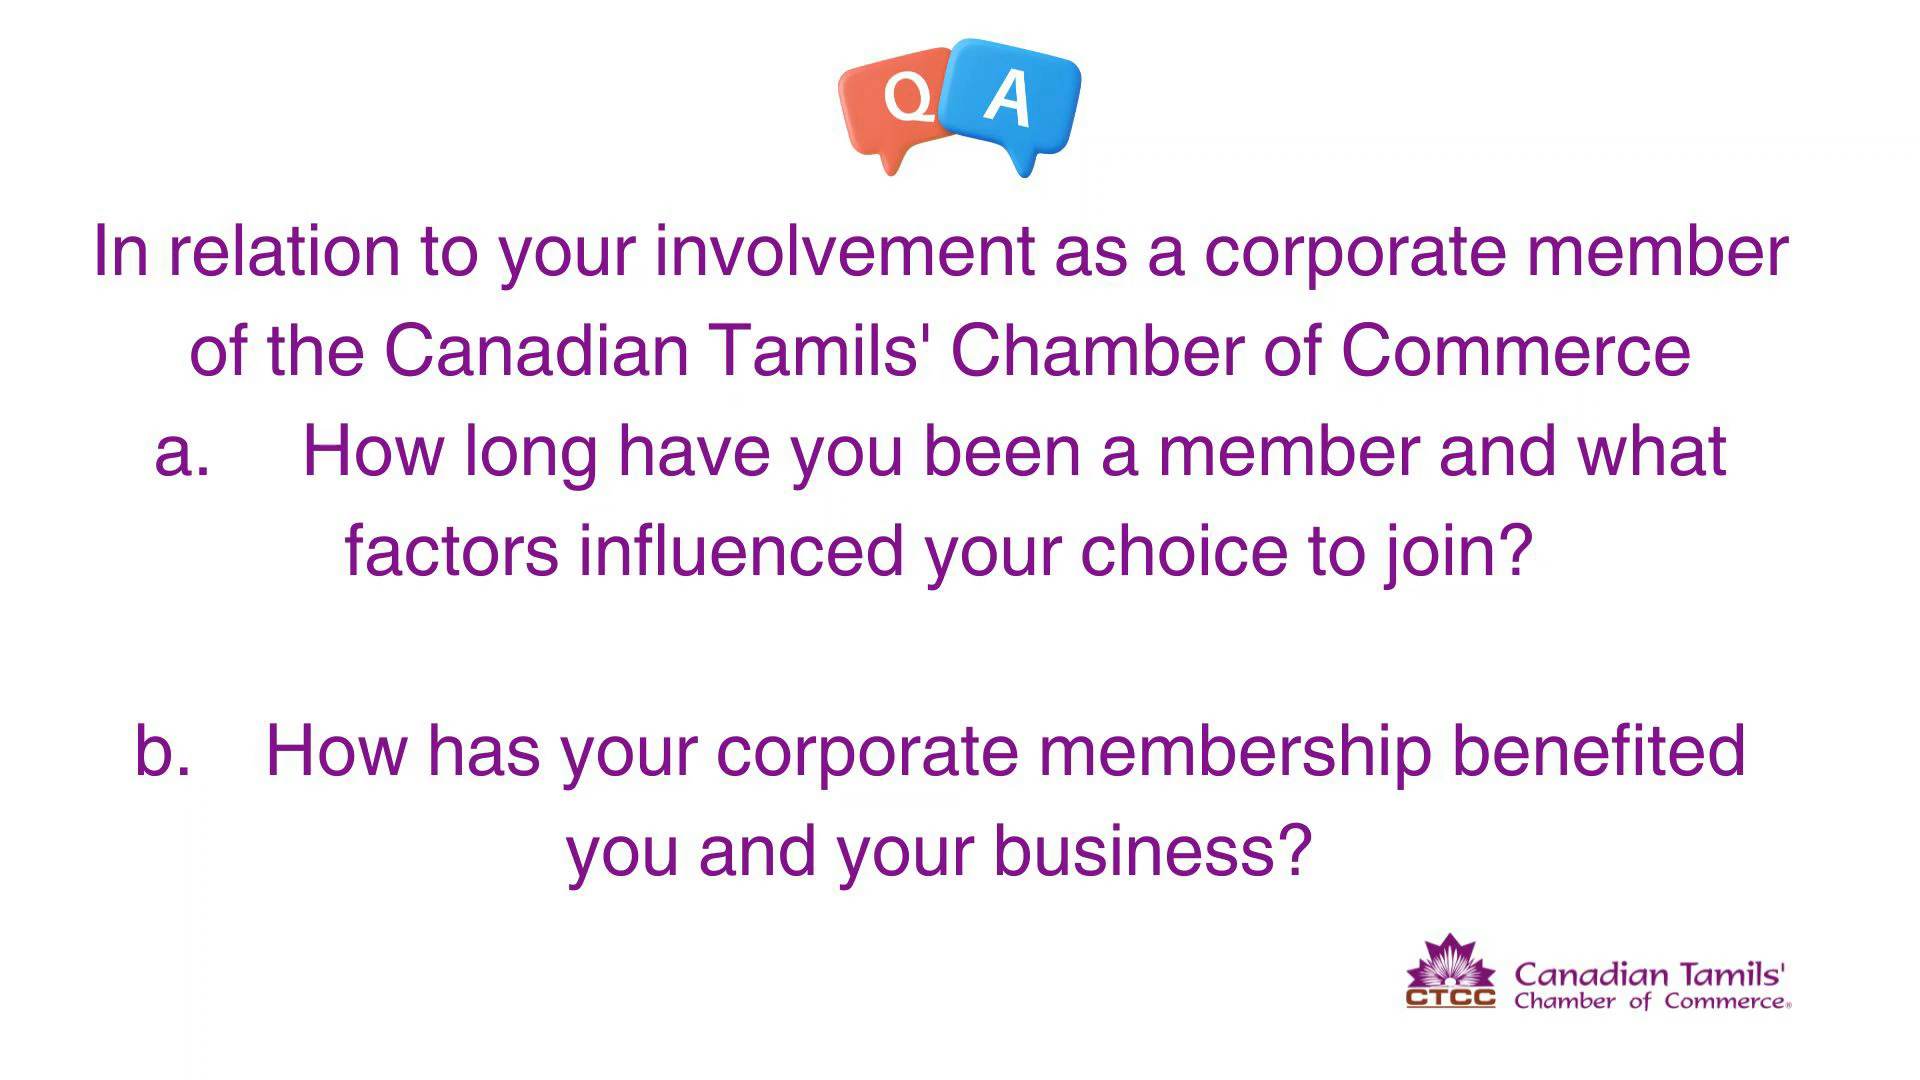 Q A
In relation to your involvement as a corporate member
of the Canadian Tamils' Chamber of Commerce
a. How long have you been a member and what
factors influenced your choice to join?
b. How has your corporate membership benefited
you and your business?
CTCC
Canadian Tamils'
Chamber of Commerce®